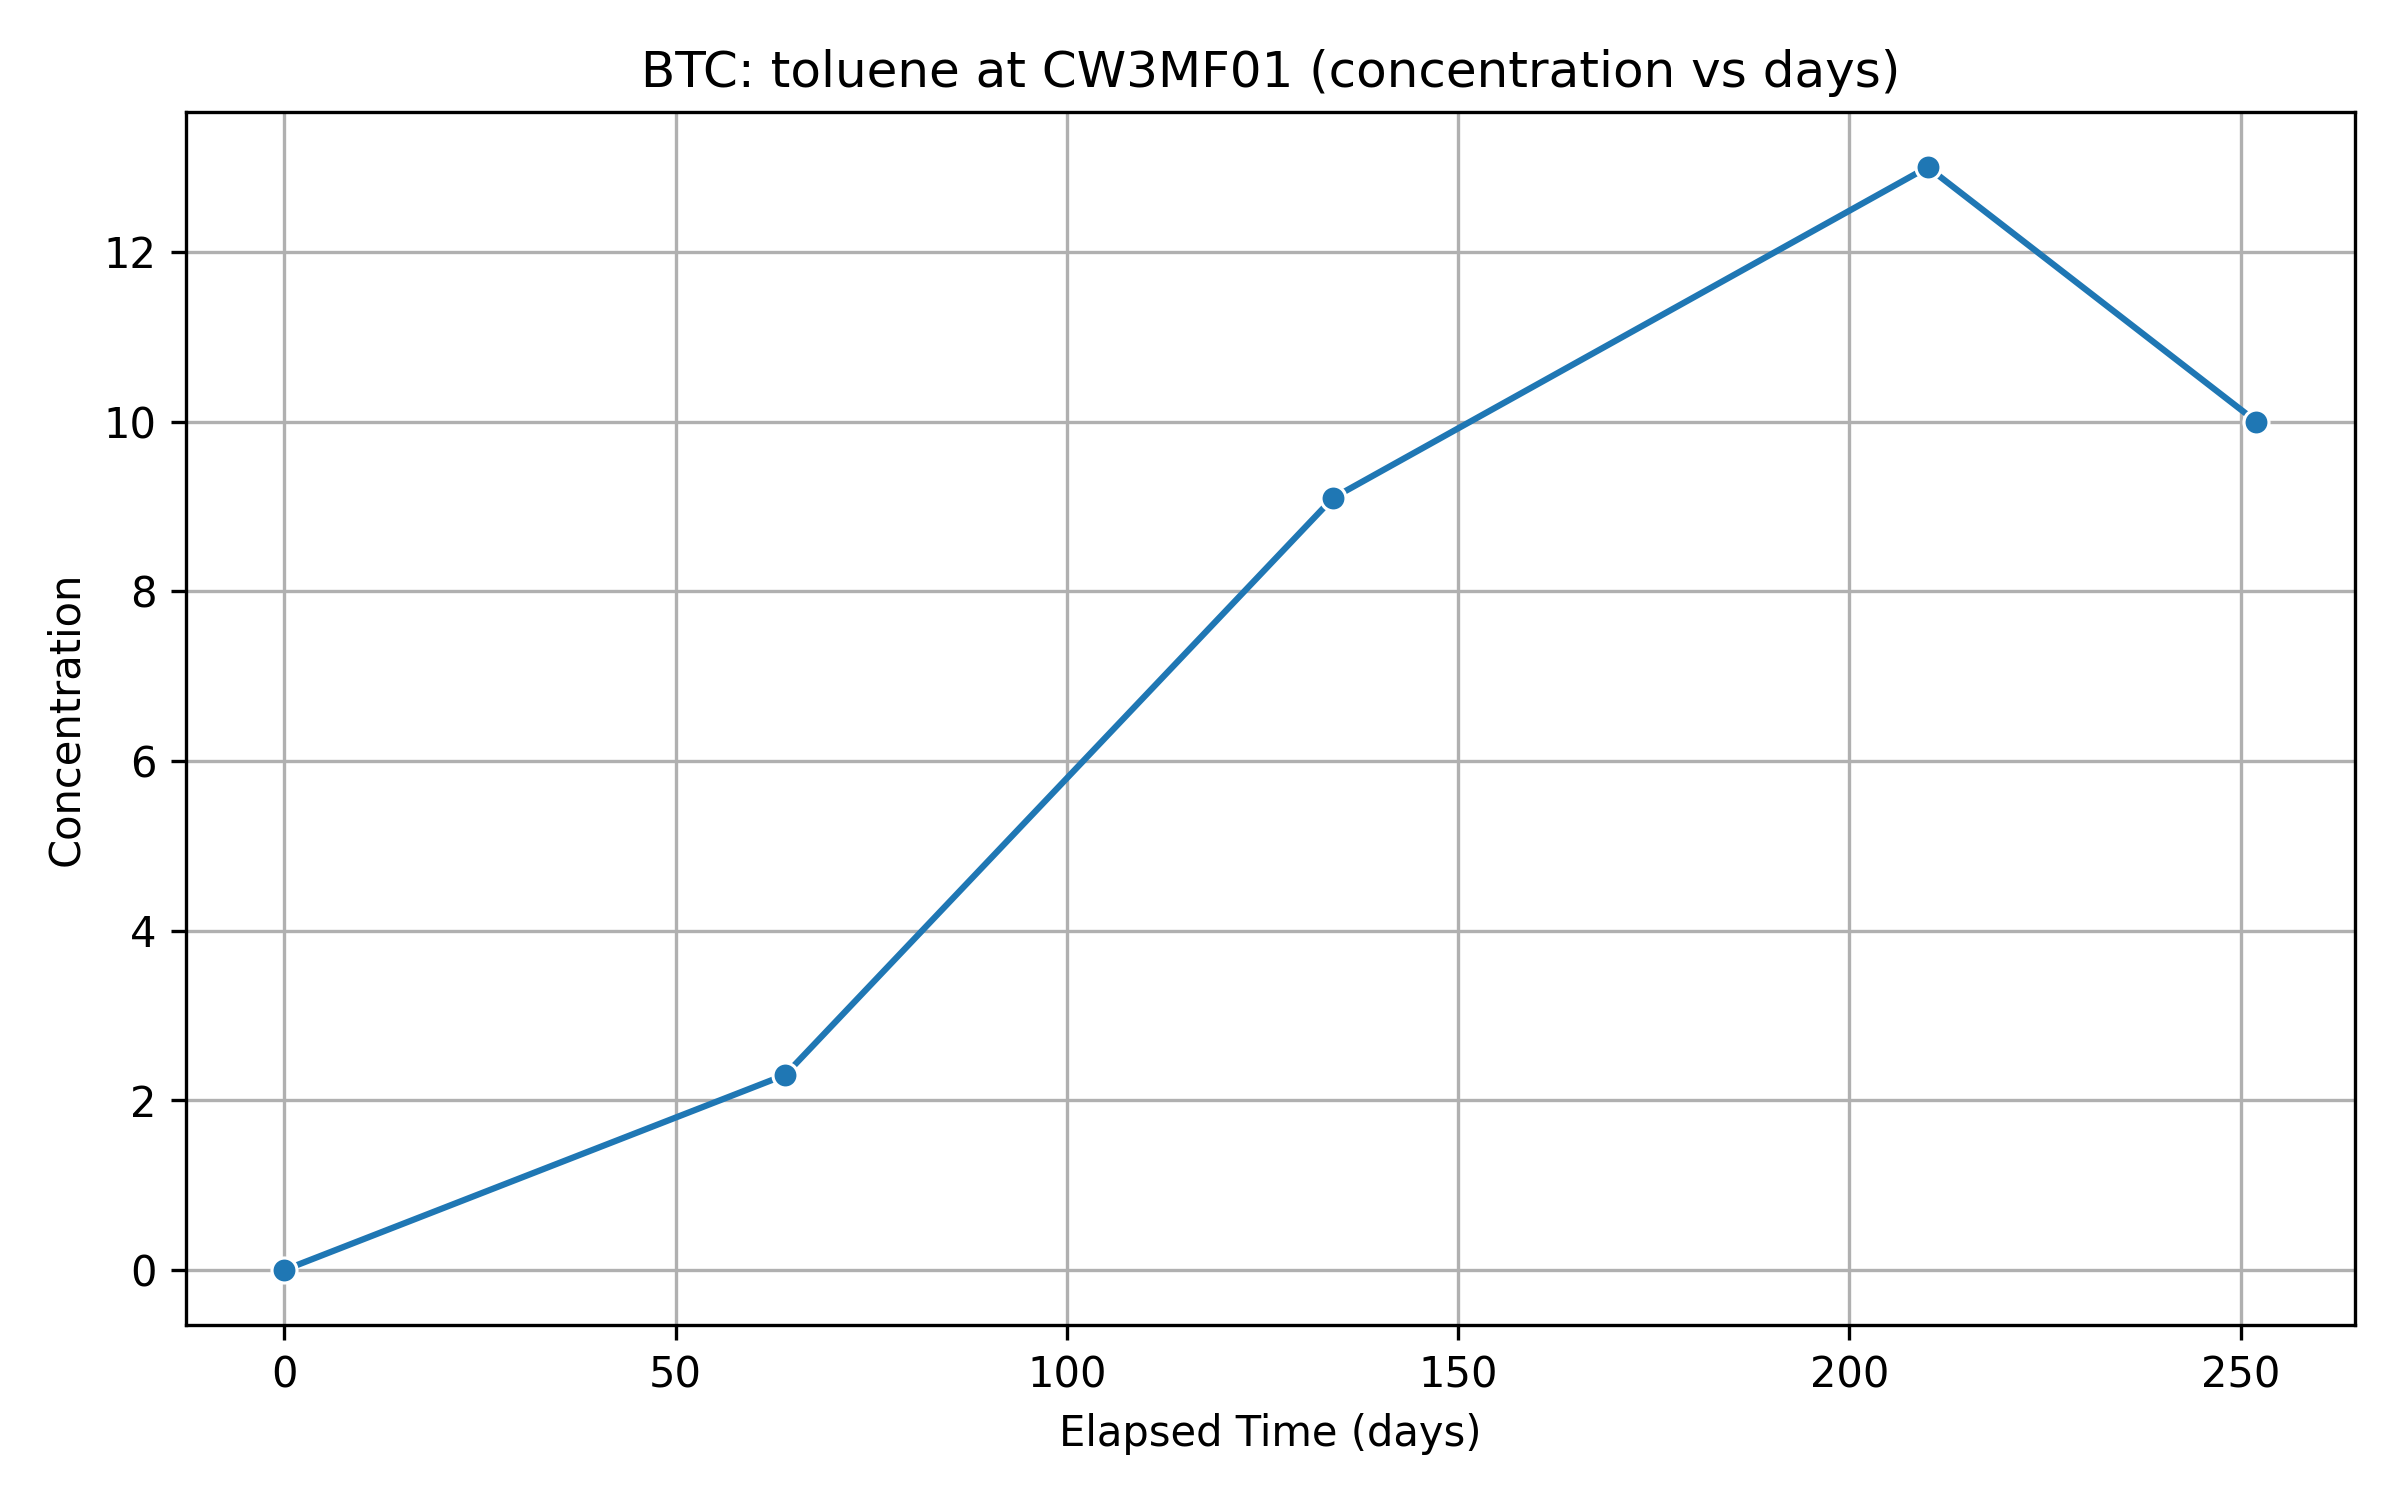 BTC: toluene at CW3MF01 (concentration vs days)
12
10
8
6
4
2
0
Concentration
0 50 100 150 200 250
Elapsed Time (days)